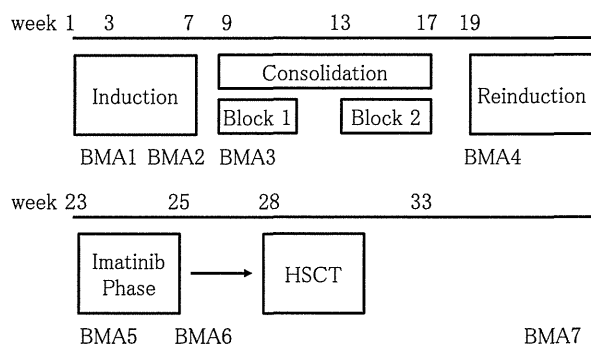 week 1 3 7 9 13 17 19
Induction
Consolidation
Block 1
Block 2
Reinduction
BMA1 BMA2 BMA3 BMA4
week 23 25 28 33
Imatinib
Phase
HSCT
BMA5 BMA6 BMA7